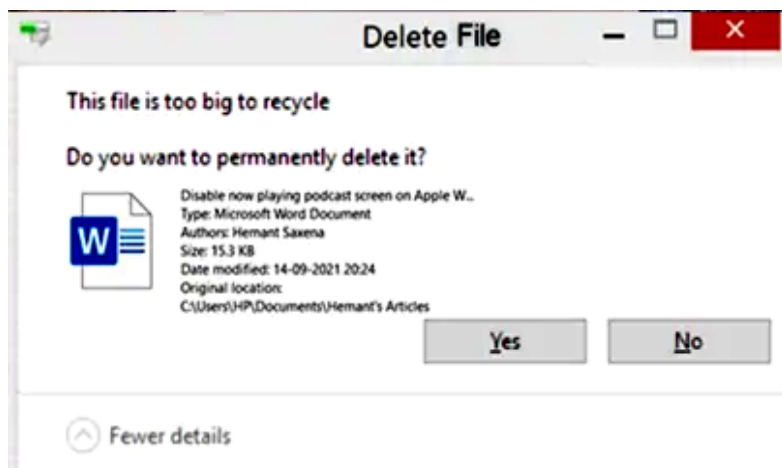 Delete File
This file is too big to recycle
Do you want to permanently delete it?
Disable now playing podcast screen on Apple W...
Type: Microsoft Word Document
Authors: Hemant Saxena
Size: 15.3 KB
Date modified: 14-09-2021 20:24
Original location:
C:\Users\HP\Documents\Hemant's Articles
W
Yes
No
Fewer details